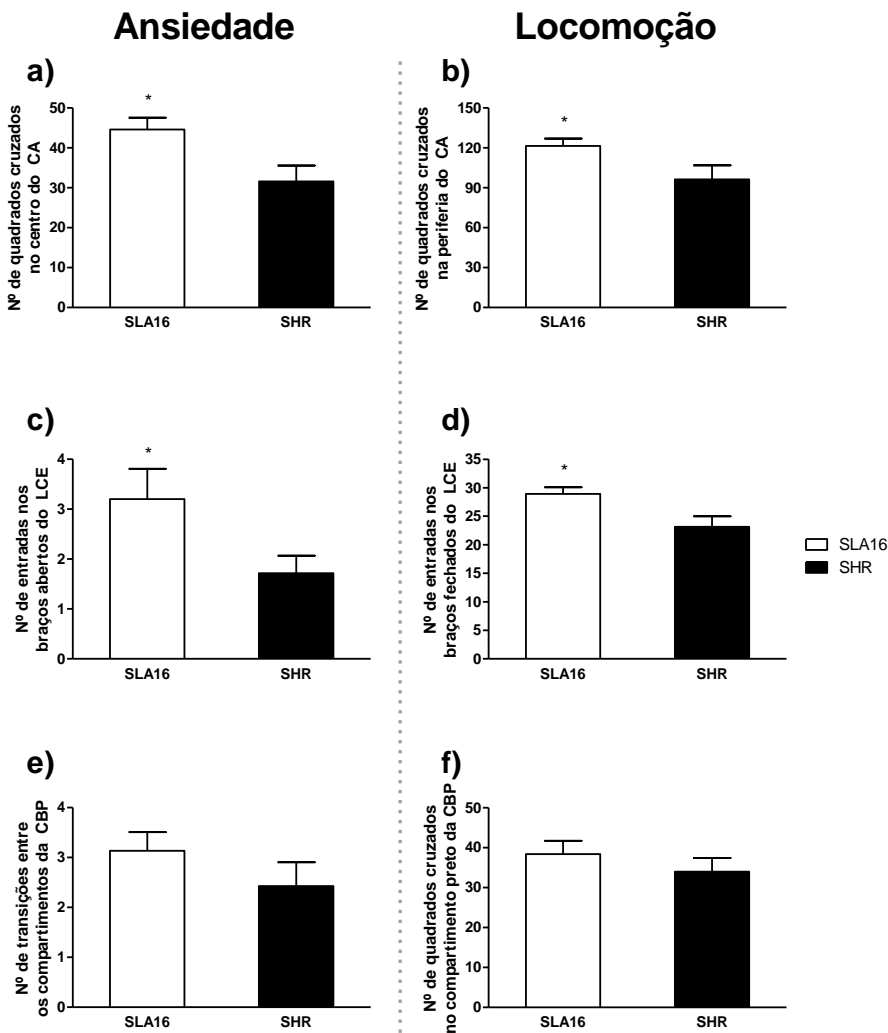 Ansiedade
Locomoção
a)
Nº de quadrados cruzados
no centro do CA
50
40
30
20
10
0
*
SLA16
SHR
b)
Nº de quadrados cruzados
na periferia do CA
150
120
90
60
30
0
*
SLA16
SHR
c)
Nº de entradas nos
braços abertos do LCE
4
3
2
1
0
*
SLA16
SHR
d)
Nº de entradas nos
braços fechados do LCE
35
30
25
20
15
10
5
0
*
SLA16
SHR
SLA16
SHR
e)
Nº de transições entre
os compartimentos da CBP
4
3
2
1
0
SLA16
SHR
f)
Nº de quadrados cruzados
no compartimento preto da CBP
50
40
30
20
10
0
SLA16
SHR